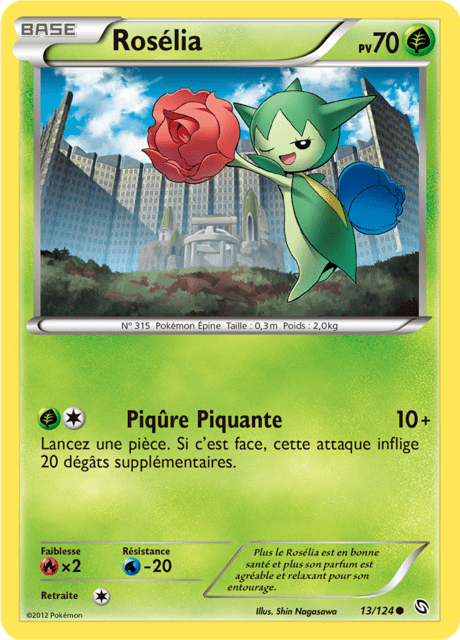 BASE
Rosélia
PV70
Nº 315 Pokémon Épine Taille : 0,3m Poids : 2,0kg
Piqûre Piquante 10+
Lancez une pièce. Si c'est face, cette attaque inflige
20 dégâts supplémentaires.
Faiblesse
×2
Résistance
-20
Retraite
Plus le Rosélia est en bonne
santé et plus son parfum est
agréable et relaxant pour son
entourage.
©2012 Pokémon
Illus. Shin Nagasawa
13/124